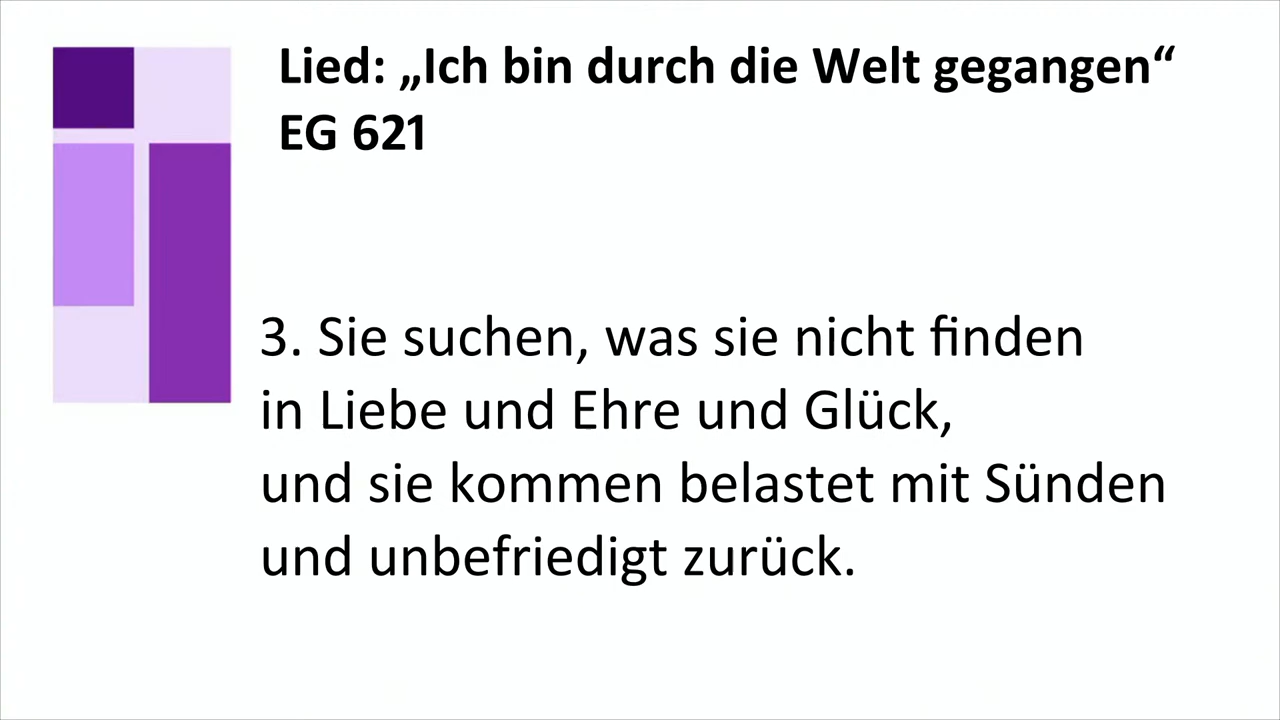 Lied: „Ich bin durch die Welt gegangen“
EG 621
3. Sie suchen, was sie nicht finden
in Liebe und Ehre und Glück,
und sie kommen belastet mit Sünden
und unbefriedigt zurück.